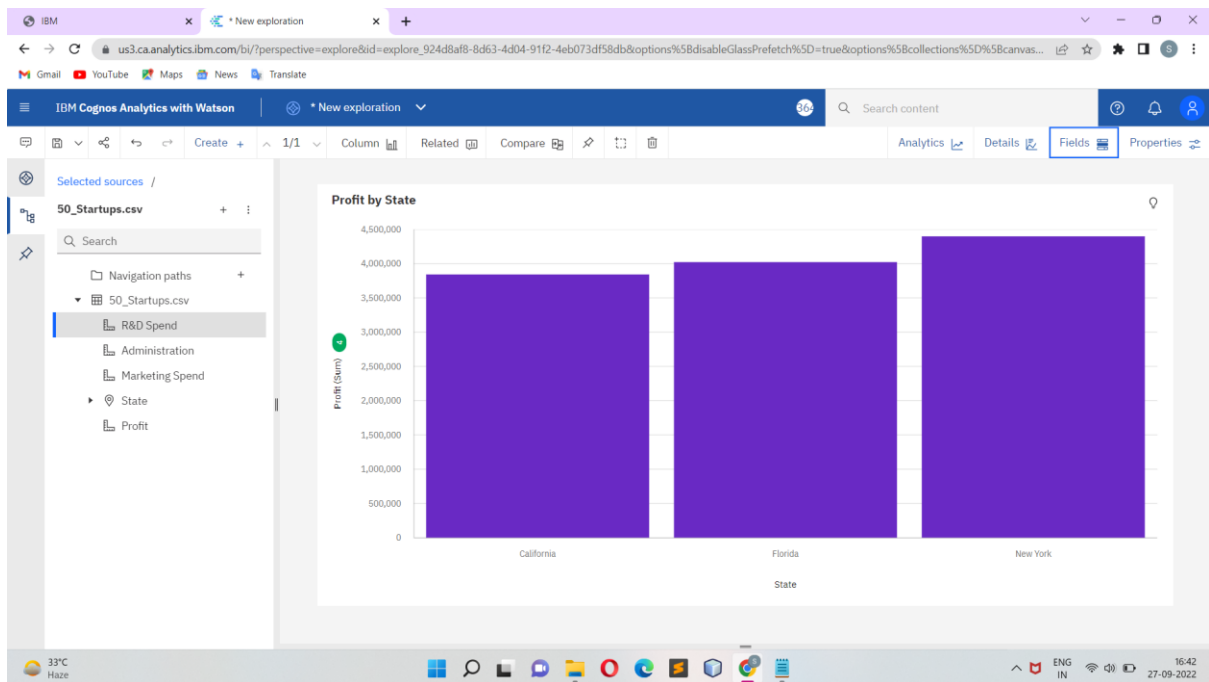 IBM
* New exploration
us3.ca.analytics.ibm.com/bi/?perspective=explore&id=explore_924d8af8-8d63-4d04-91f2-4eb073df58db&options%5BdisableGlassPrefetch%5D=true&options%5Bcollections%5D%5Bcanvas...
S
Gmail YouTube Maps News Translate
IBM Cognos Analytics with Watson * New exploration 364 Search content
Create + 1/1 Column Related Compare Analytics Details Fields Properties
Selected sources /
50_Startups.csv
Search
Navigation paths
50_Startups.csv
R&D Spend
Administration
Marketing Spend
State
Profit
Profit by State
4,500,000
4,000,000
3,500,000
3,000,000
2,500,000
2,000,000
1,500,000
1,000,000
500,000
0
Profit (Sum)
California Florida New York
State
33°C
Haze
ENG
IN
16:42
27-09-2022